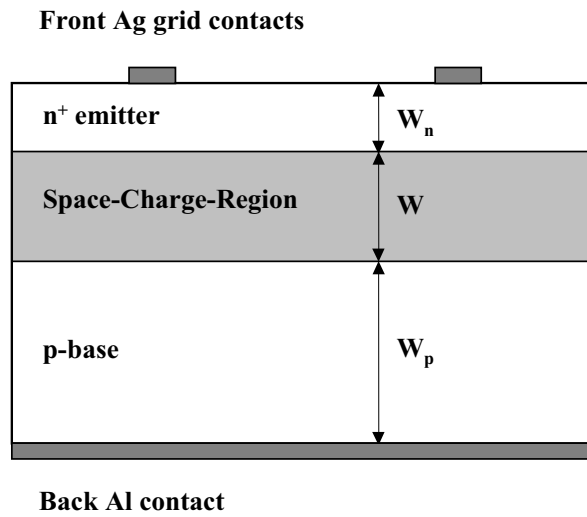 Front Ag grid contacts
n⁺ emitter
Wₙ
Space-Charge-Region
W
p-base
Wₚ
Back Al contact